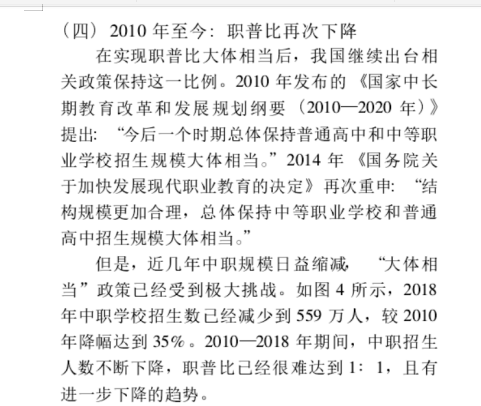 （四）2010 年至今：职普比再次下降
在实现职普比大体相当后，我国继续出台相
关政策保持这一比例。2010 年发布的《国家中长
期教育改革和发展规划纲要（2010—2020 年）》
提出：“今后一个时期总体保持普通高中和中等职
业学校招生规模大体相当。”2014 年《国务院关
于加快发展现代职业教育的决定》再次重申：“结
构规模更加合理，总体保持中等职业学校和普通
高中招生规模大体相当。”
但是，近几年中职规模日益缩减，“大体相
当”政策已经受到极大挑战。如图 4 所示，2018
年中职学校招生数已经减少到 559 万人，较 2010
年降幅达到 35%。2010—2018 年期间，中职招生
人数不断下降，职普比已经很难达到 1：1，且有
进一步下降的趋势。